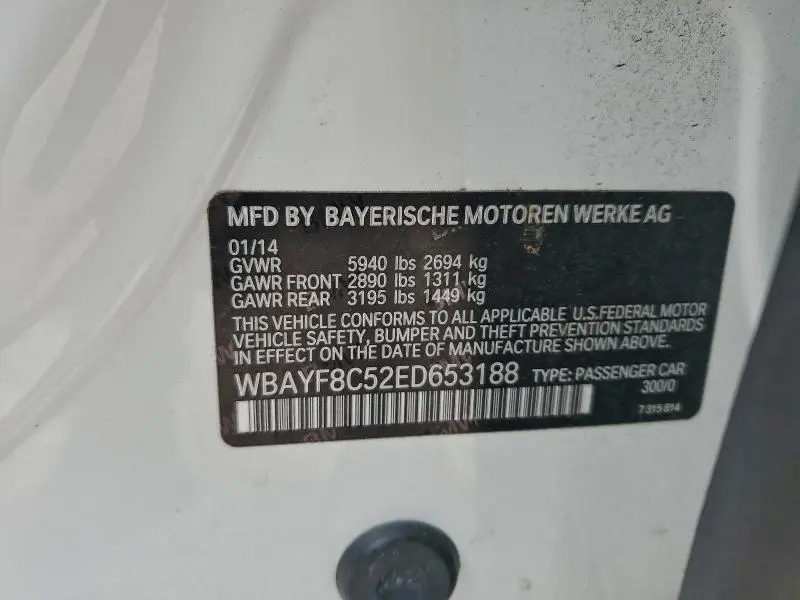 MFD BY BAYERISCHE MOTOREN WERKE AG
01/14
GVWR 5940 lbs 2694 kg
GAWR FRONT 2890 lbs 1311 kg
GAWR REAR 3195 lbs 1449 kg
THIS VEHICLE CONFORMS TO ALL APPLICABLE U.S.FEDERAL MOTOR
VEHICLE SAFETY, BUMPER AND THEFT PREVENTION STANDARDS
IN EFFECT ON THE DATE OF MANUFACTURE SHOWN ABOVE.
WBAYF8C52ED653188 TYPE: PASSENGER CAR
300/0
7315814